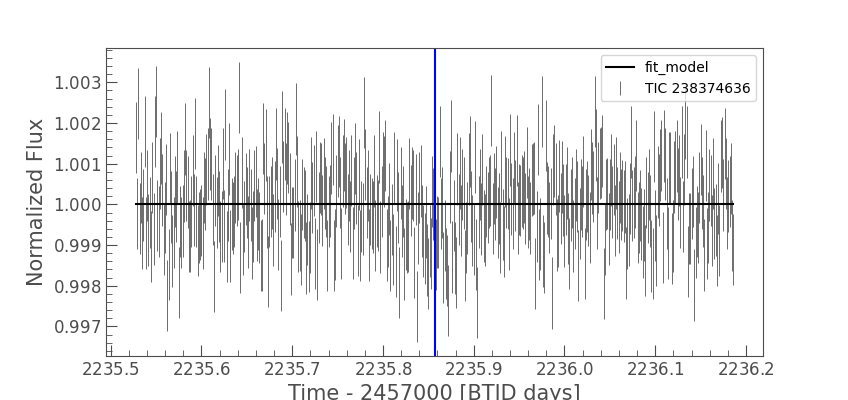 fit_model
TIC 238374636
1.003
1.002
1.001
1.000
0.999
0.998
0.997
Normalized Flux
2235.5 2235.6 2235.7 2235.8 2235.9 2236.0 2236.1 2236.2
Time - 2457000 [BTJD days]